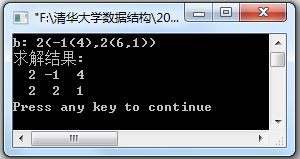 "F:\清华大学数据结构\20...
b: 2(-1(4),2(6,1))
求解结果:
2 -1 4
2 2 1
Press any key to continue